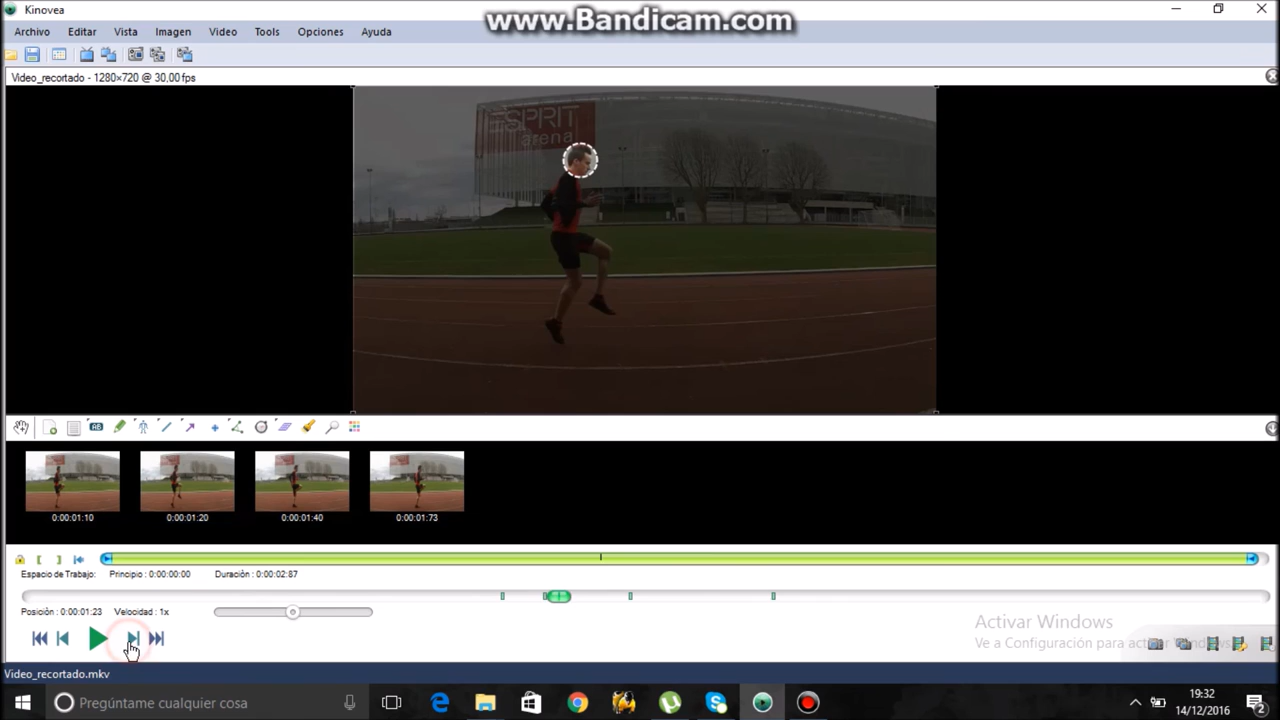 Kinovea
www.Bandicam.com
Archivo Editar Vista Imagen Video Tools Opciones Ayuda
Video_recortado - 1280×720 @ 30,00 fps
ESPRIT
arena
AB
0:00:01:10 0:00:01:20 0:00:01:40 0:00:01:73
Espacio de Trabajo: Principio : 0:00:00:00 Duración : 0:00:02:87
Posición : 0:00:01:23 Velocidad : 1x
Activar Windows
Ve a Configuración para activar Windows
Video_recortado.mkv
Pregúntame cualquier cosa
19:32
14/12/2016
2